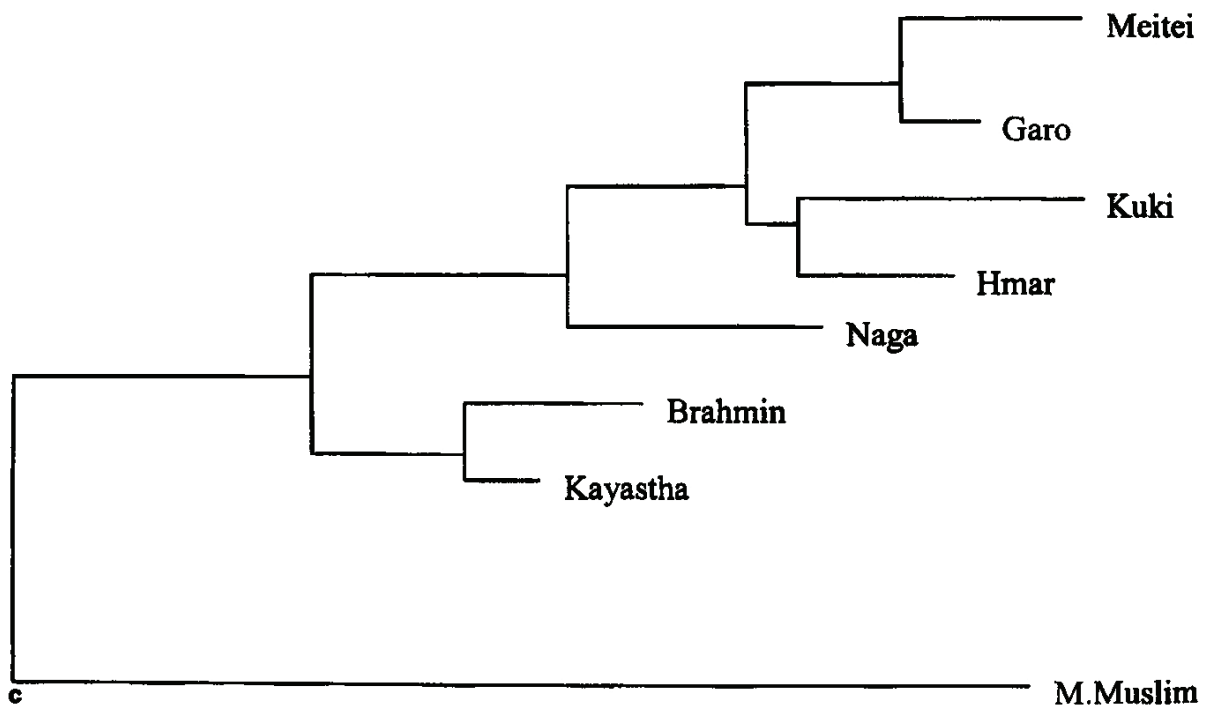 Meitei
Garo
Kuki
Hmar
Naga
Brahmin
Kayastha
c
M.Muslim